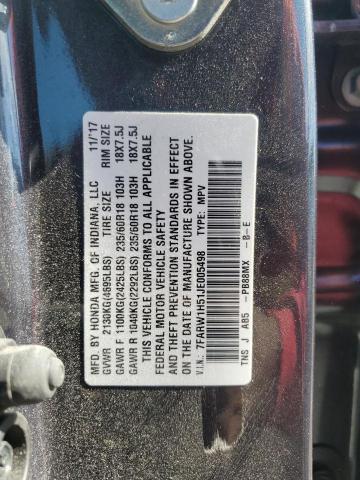 MFD. BY HONDA MFG. OF INDIANA, LLC 11/'17
GVWR 2130KG(4695LBS) TIRE SIZE RIM SIZE
GAWR F 1100KG(2425LBS) 235/60R18 103H 18X7.5J
GAWR R 1040KG(2292LBS) 235/60R18 103H 18X7.5J
THIS VEHICLE CONFORMS TO ALL APPLICABLE
FEDERAL MOTOR VEHICLE SAFETY
AND THEFT PREVENTION STANDARDS IN EFFECT
ON THE DATE OF MANUFACTURE SHOWN ABOVE.
V.I.N.: 7FARW1H51JE005498 TYPE: MPV
TNS J A85 -PB88MX -B-E